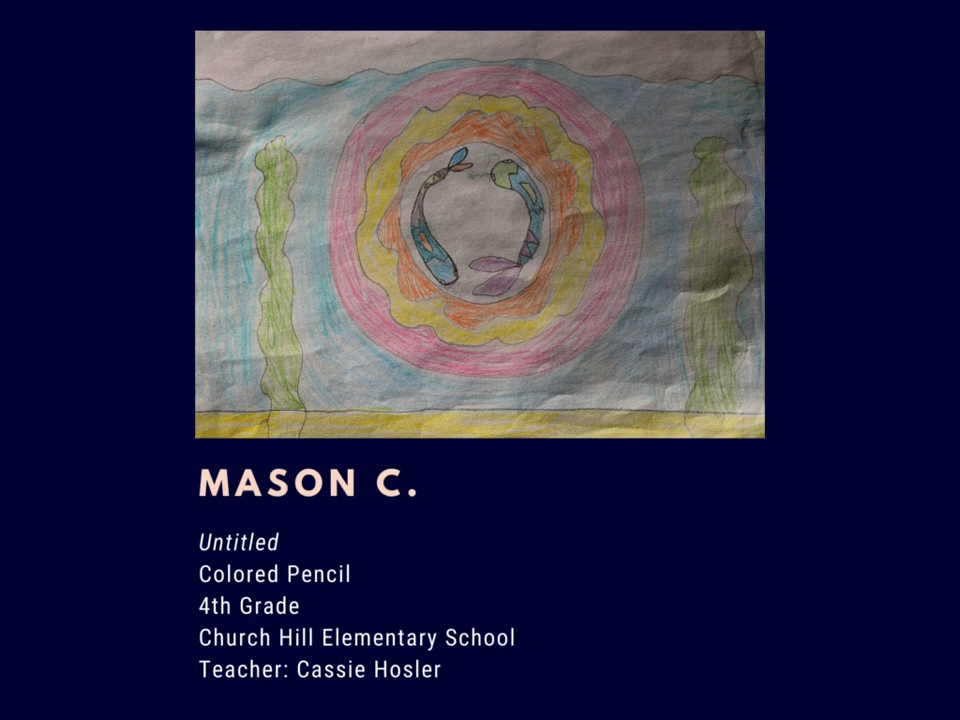 MASON C.
Untitled
Colored Pencil
4th Grade
Church Hill Elementary School
Teacher: Cassie Hosler